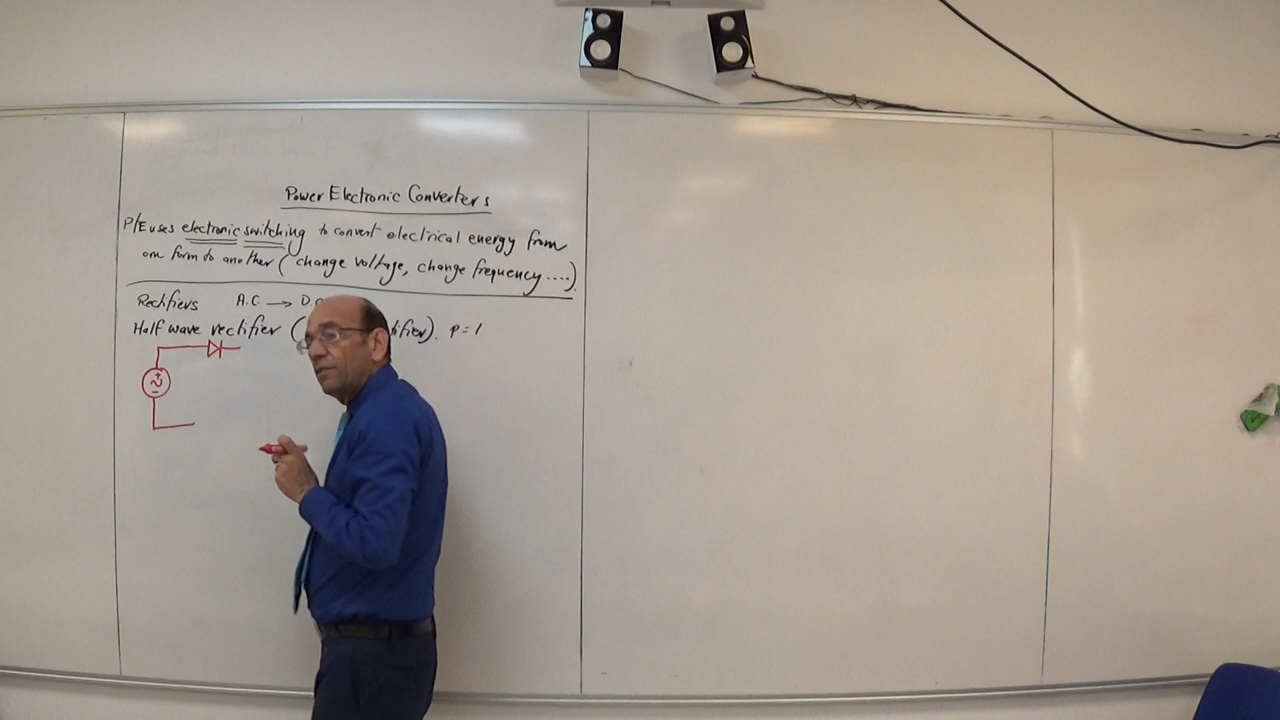 Power Electronic Converters
P/E uses electronic switching to convert electrical energy from
one form to another ( change voltage, change frequency ....).
Rectifiers A.C → D.C
Half wave rectifier ( ). p = 1
+
~
-